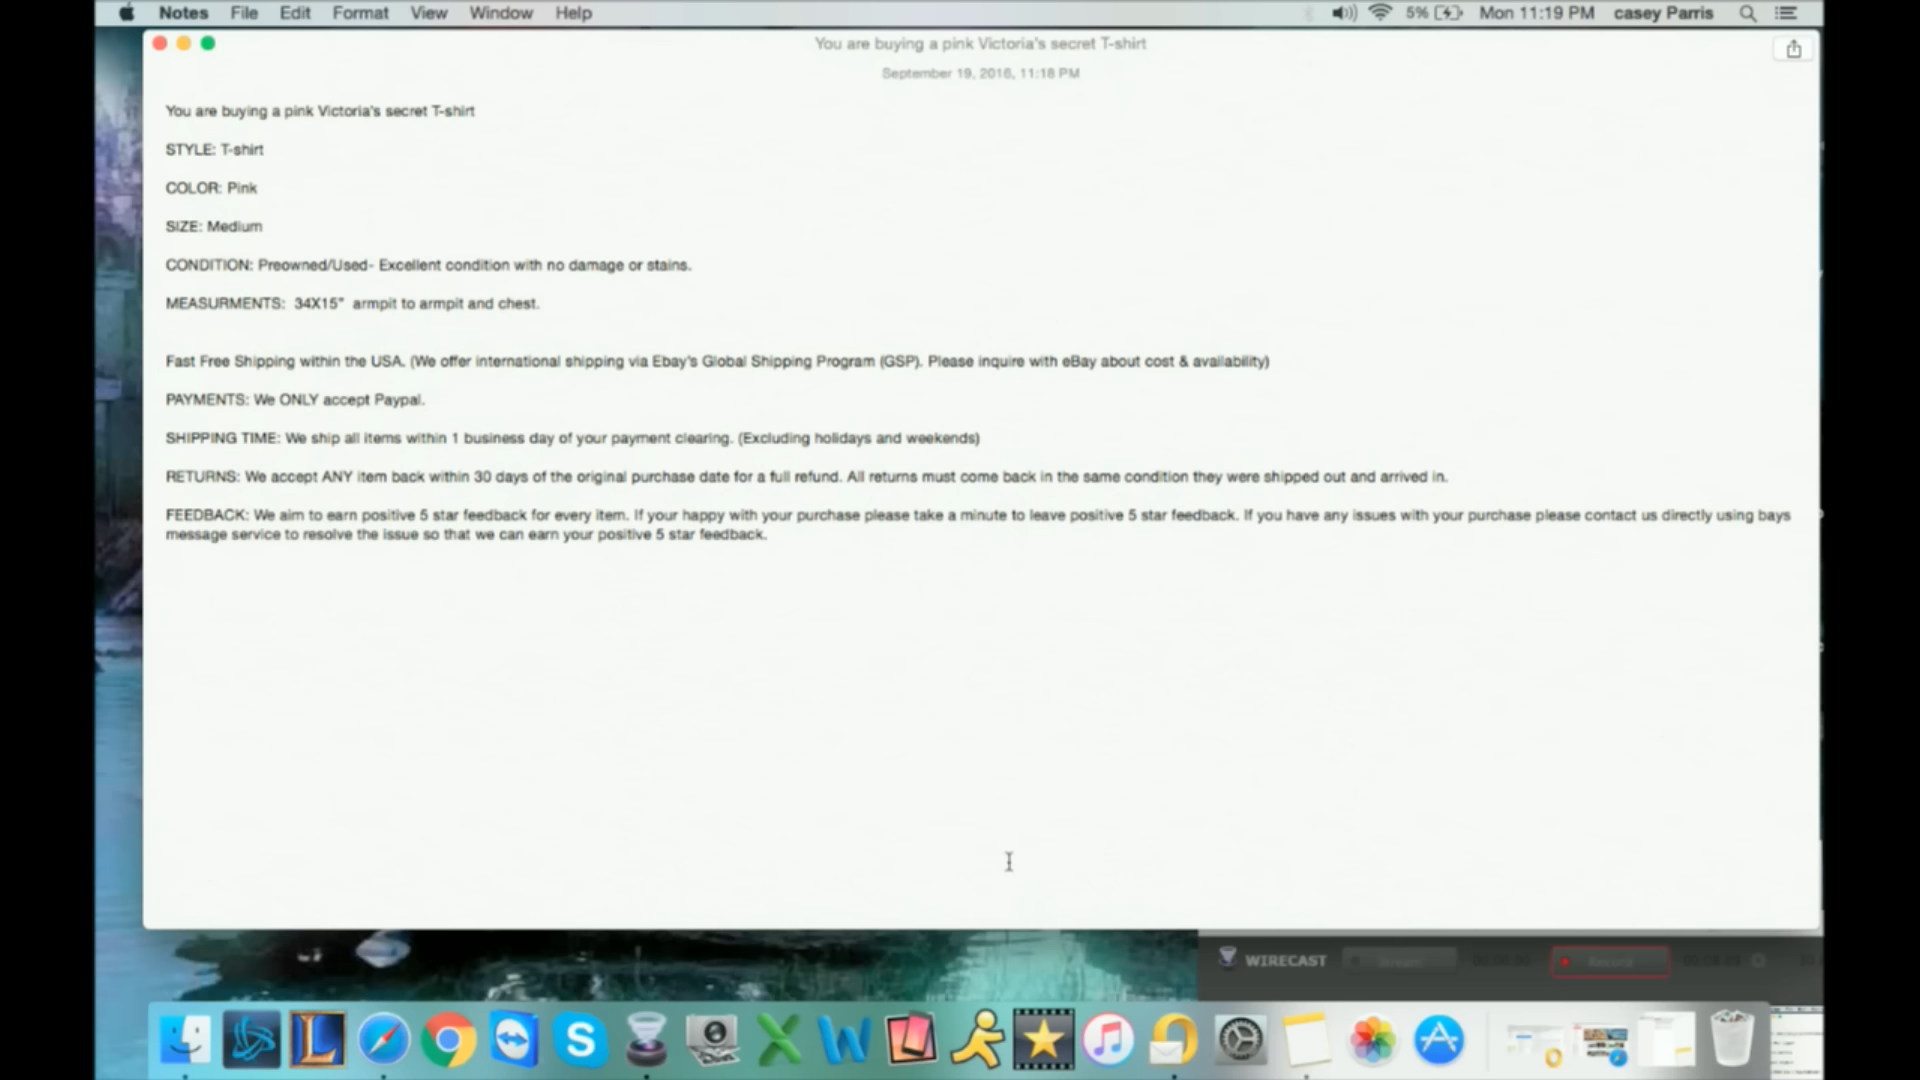 Notes File Edit Format View Window Help 5% Mon 11:19 PM casey Parris
You are buying a pink Victoria's secret T-shirt
September 19, 2016, 11:18 PM
You are buying a pink Victoria's secret T-shirt
STYLE: T-shirt
COLOR: Pink
SIZE: Medium
CONDITION: Preowned/Used- Excellent condition with no damage or stains.
MEASURMENTS:  34X15"  armpit to armpit and chest.
Fast Free Shipping within the USA. (We offer international shipping via Ebay's Global Shipping Program (GSP). Please inquire with eBay about cost & availability)
PAYMENTS: We ONLY accept Paypal.
SHIPPING TIME: We ship all items within 1 business day of your payment clearing. (Excluding holidays and weekends)
RETURNS: We accept ANY item back within 30 days of the original purchase date for a full refund. All returns must come back in the same condition they were shipped out and arrived in.
FEEDBACK: We aim to earn positive 5 star feedback for every item. If your happy with your purchase please take a minute to leave positive 5 star feedback. If you have any issues with your purchase please contact us directly using bays
message service to resolve the issue so that we can earn your positive 5 star feedback.
WIRECAST Record